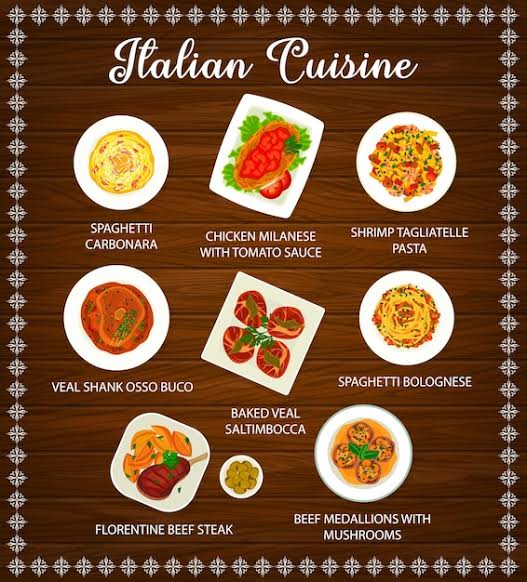 Italian Cuisine
SPAGHETTI
CARBONARA
CHICKEN MILANESE
WITH TOMATO SAUCE
SHRIMP TAGLIATELLE
PASTA
VEAL SHANK OSSO BUCO
BAKED VEAL
SALTIMBOCCA
SPAGHETTI BOLOGNESE
FLORENTINE BEEF STEAK
BEEF MEDALLIONS WITH
MUSHROOMS